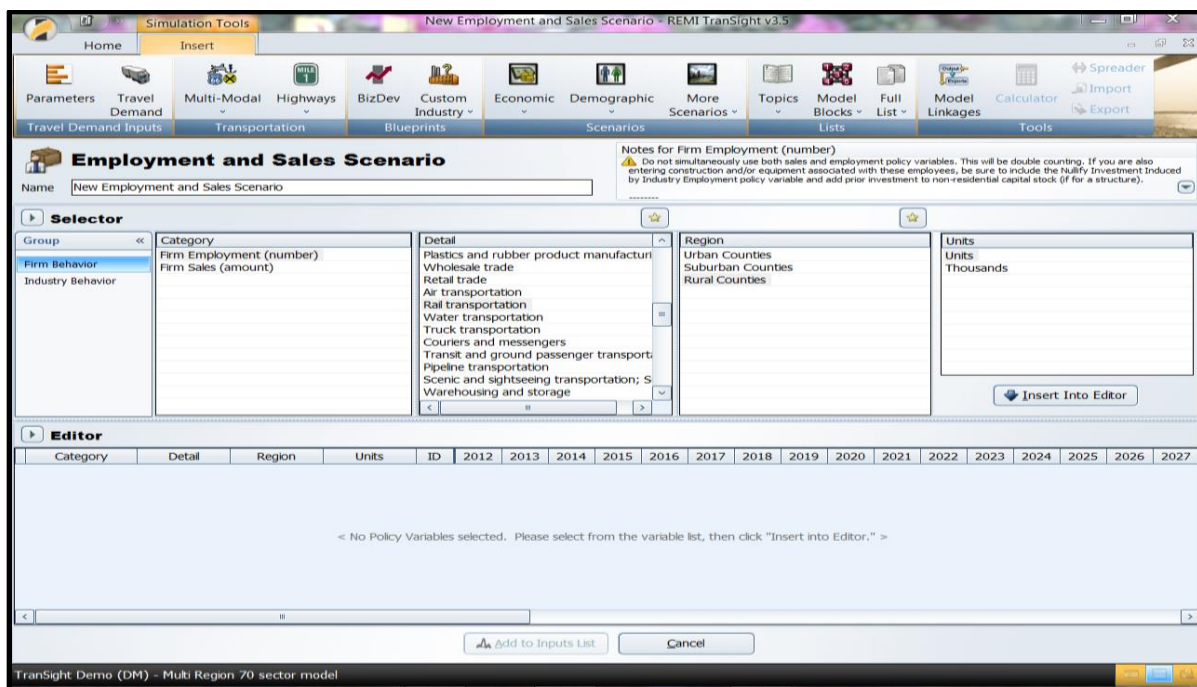 Simulation Tools
New Employment and Sales Scenario - REMI TranSight v3.5
Home
Insert
Parameters
Travel Demand
Multi-Modal
Highways
BizDev
Custom Industry
Economic
Demographic
More Scenarios
Topics
Model Blocks
Full List
Model Linkages
Calculator
Spreader
Import
Export
Travel Demand Inputs
Transportation
Blueprints
Scenarios
Lists
Tools
Employment and Sales Scenario
Name
New Employment and Sales Scenario
Notes for Firm Employment (number)
Do not simultaneously use both sales and employment policy variables. This will be double counting. If you are also
entering construction and/or equipment associated with these employees, be sure to include the Nullify Investment Induced
by Industry Employment policy variable and add prior investment to non-residential capital stock (if for a structure).
--------
Selector
Group «
Firm Behavior
Industry Behavior
Category
Firm Employment (number)
Firm Sales (amount)
Detail
Plastics and rubber product manufacturi
Wholesale trade
Retail trade
Air transportation
Rail transportation
Water transportation
Truck transportation
Couriers and messengers
Transit and ground passenger transporta
Pipeline transportation
Scenic and sightseeing transportation; S
Warehousing and storage
Region
Urban Counties
Suburban Counties
Rural Counties
Units
Units
Thousands
Insert Into Editor
Editor
Category Detail Region Units ID 2012 2013 2014 2015 2016 2017 2018 2019 2020 2021 2022 2023 2024 2025 2026 2027
< No Policy Variables selected. Please select from the variable list, then click "Insert into Editor." >
Add to Inputs List
Cancel
TranSight Demo (DM) - Multi Region 70 sector model